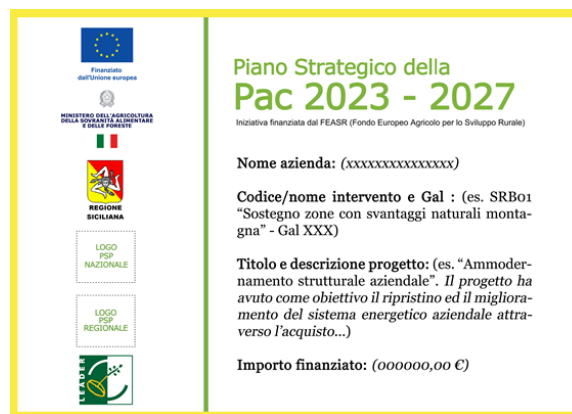 Finanziato
dall'Unione europea
MINISTERO DELL'AGRICOLTURA
DELLA SOVRANITÀ ALIMENTARE
E DELLE FORESTE
REGIONE
SICILIANA
LOGO
PSP
NAZIONALE
LOGO
PSP
REGIONALE
LEADER
Piano Strategico della
Pac 2023 - 2027
Iniziativa finanziata dal FEASR (Fondo Europeo Agricolo per lo Sviluppo Rurale)
Nome azienda: (xxxxxxxxxxxxxxx)
Codice/nome intervento e Gal : (es. SRB01
“Sostegno zone con svantaggi naturali monta-
gna” - Gal XXX)
Titolo e descrizione progetto: (es. “Ammoder-
namento strutturale aziendale”. Il progetto ha
avuto come obiettivo il ripristino ed il migliora-
mento del sistema energetico aziendale attra-
verso l’acquisto...)
Importo finanziato: (000000,00 €)